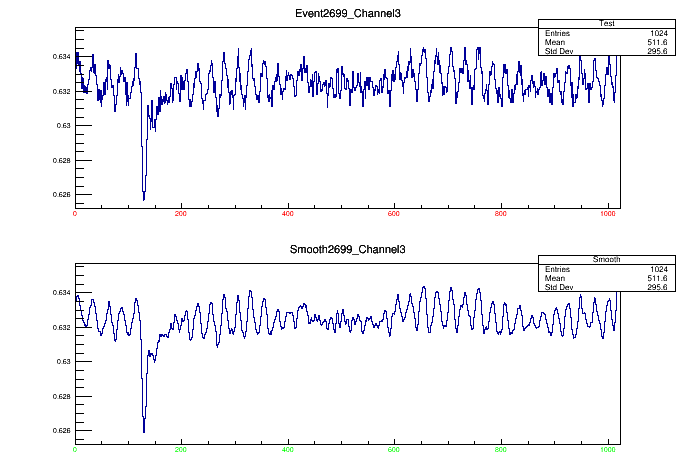 Event2699_Channel3
Test
Entries 1024
Mean 511.6
Std Dev 295.6
0.634
0.632
0.63
0.628
0.626
0 200 400 600 800 1000
Smooth2699_Channel3
Smooth
Entries 1024
Mean 511.6
Std Dev 295.6
0.634
0.632
0.63
0.628
0.626
0 200 400 600 800 1000